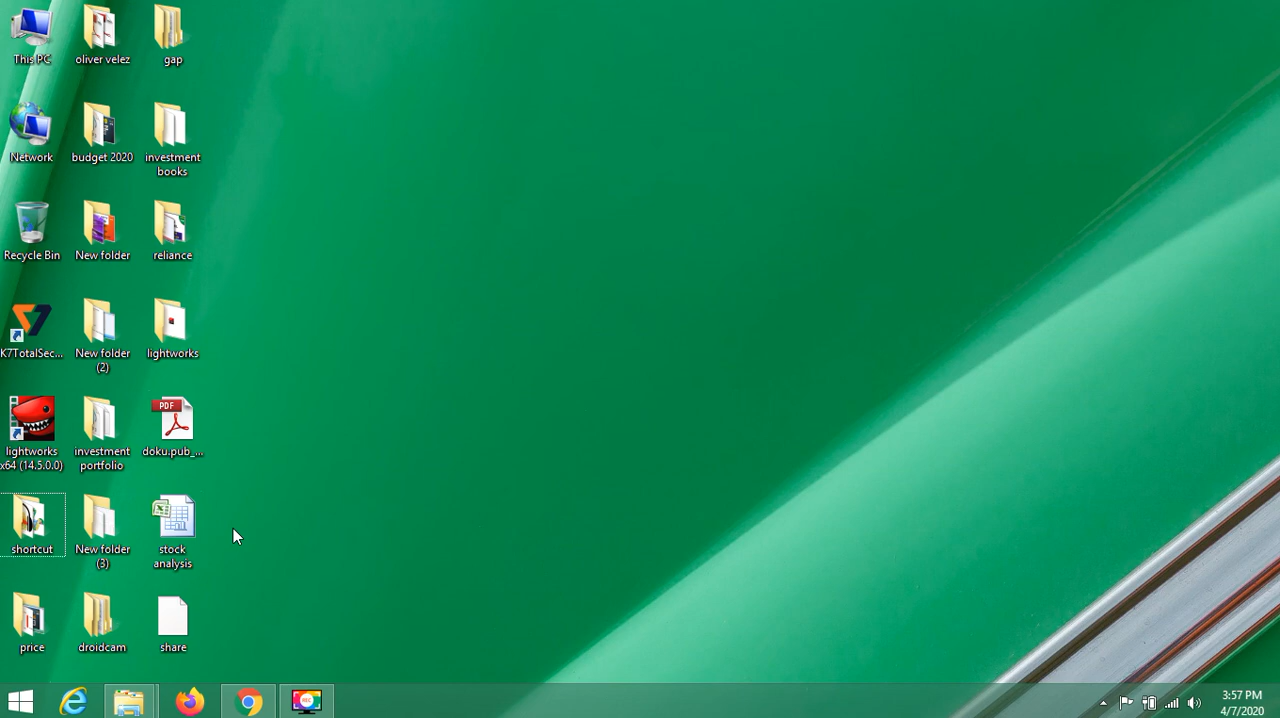 This PC
oliver velez
gap
Network
budget 2020
investment
books
Recycle Bin
New folder
reliance
K7TotalSec...
New folder
(2)
lightworks
lightworks
x64 (14.5.0.0)
investment
portfolio
PDF
doku.pub_...
shortcut
New folder
(3)
stock
analysis
price
droidcam
share
REC
3:57 PM
4/7/2020